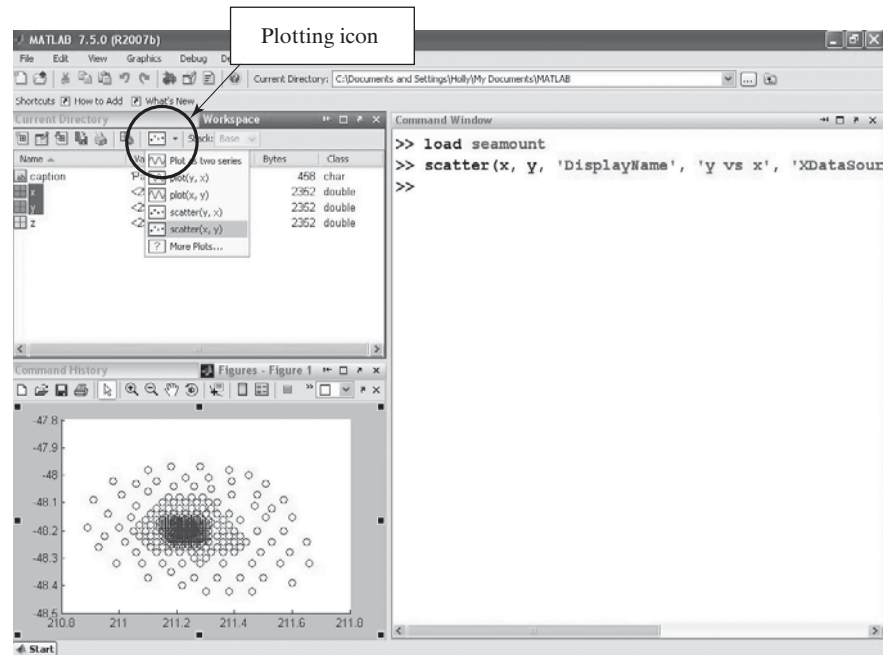 Plotting icon
MATLAB 7.5.0 (R2007b)
File Edit View Graphics Debug
Current Directory: C:\Documents and Settings\Holly\My Documents\MATLAB
Shortcuts How to Add What's New
Current Directory Workspace
Stack: Base
Name Bytes Class
caption 458 char
x 2352 double
y 2352 double
z 2352 double
Plot as two series
plot(y, x)
plot(x, y)
scatter(y, x)
scatter(x, y)
More Plots...
Command Window
>> load seamount
>> scatter(x, y, 'DisplayName', 'y vs x', 'XDataSour
>>
Command History Figures - Figure 1
-47.8
-47.9
-48
-48.1
-48.2
-48.3
-48.4
-48.5
210.8 211 211.2 211.4 211.6 211.8
Start